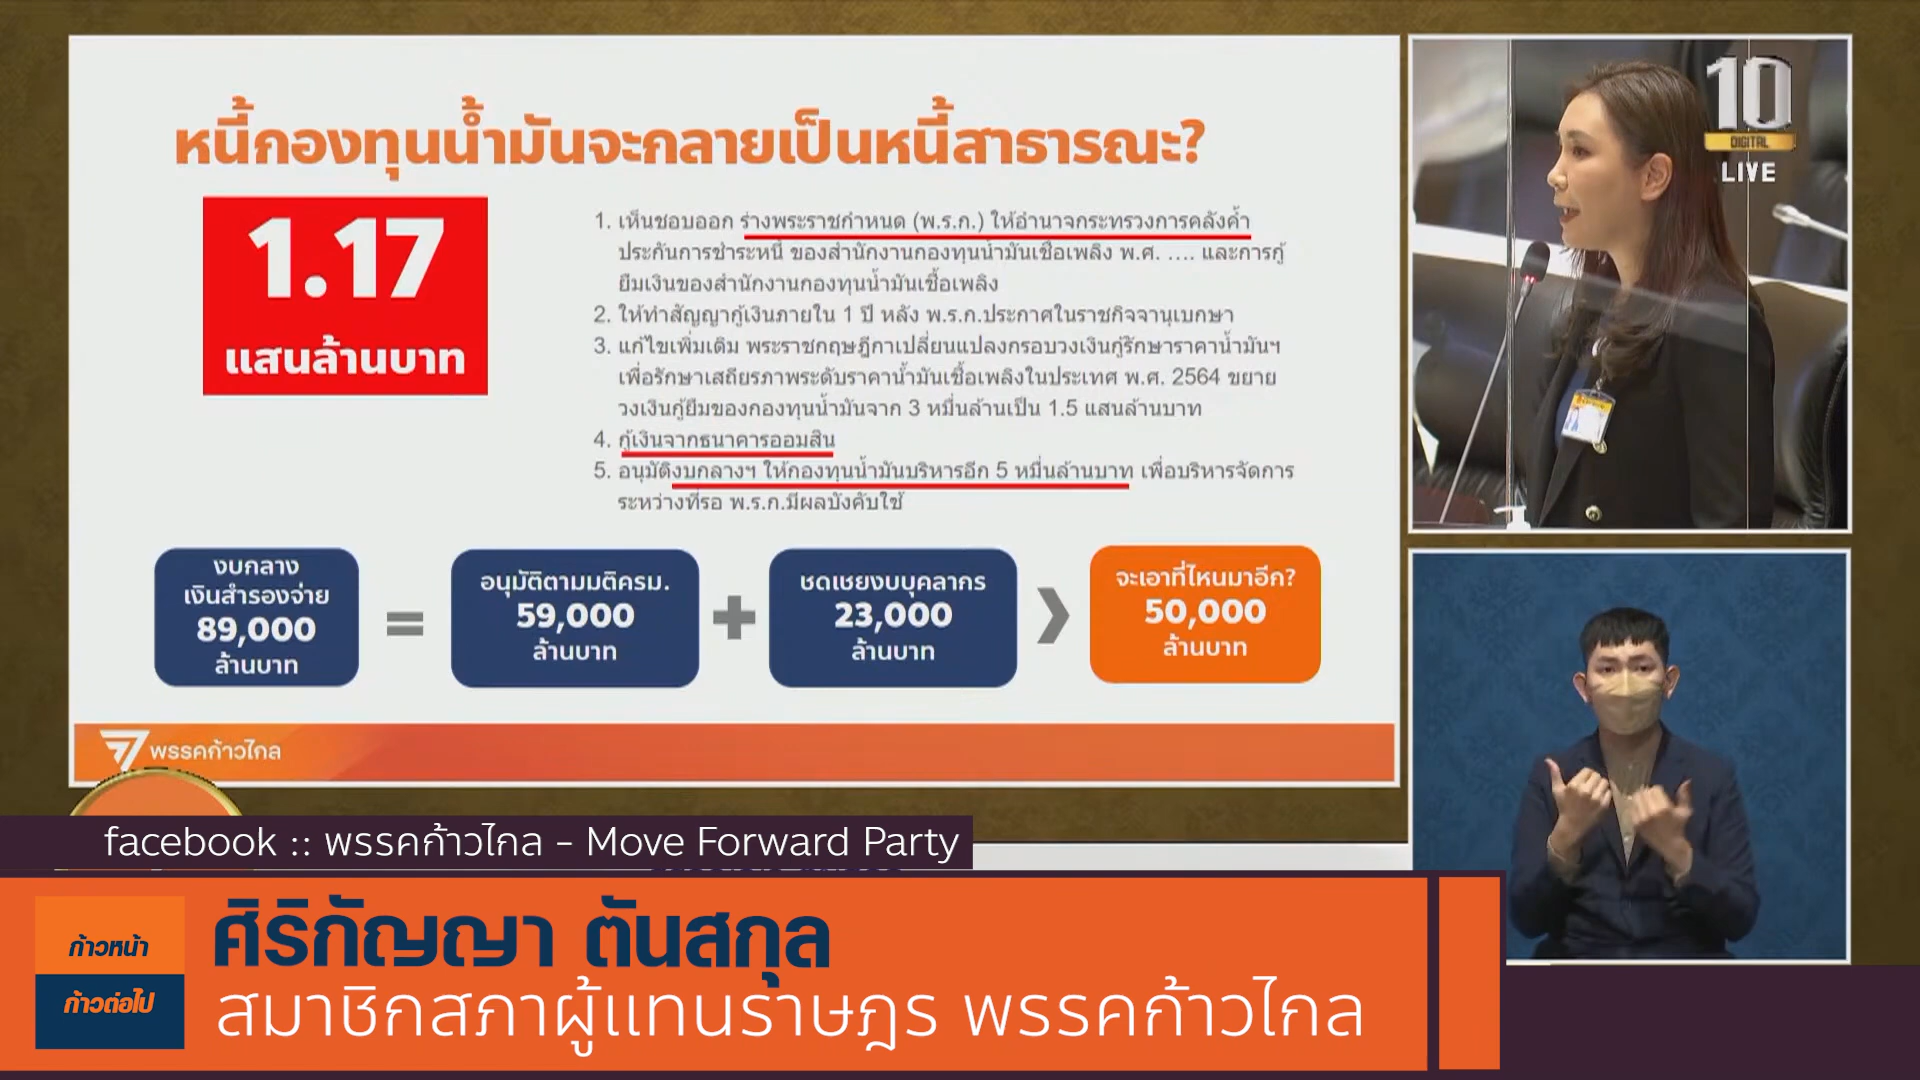 หนี้กองทุนน้ำมันจะกลายเป็นหนี้สาธารณะ?
1.17
แสนล้านบาท
1. เห็นชอบออก ร่างพระราชกำหนด (พ.ร.ก.) ให้อำนาจกระทรวงการคลังค้ำ
ประกันการชำระหนี้ ของสำนักงานกองทุนน้ำมันเชื้อเพลิง พ.ศ. .... และการกู้
ยืมเงินของสำนักงานกองทุนน้ำมันเชื้อเพลิง
2. ให้ทำสัญญากู้เงินภายใน 1 ปี หลัง พ.ร.ก.ประกาศในราชกิจจานุเบกษา
3. แก้ไขเพิ่มเติม พระราชกฤษฎีกาเปลี่ยนแปลงกรอบวงเงินกู้รักษาราคาน้ำมันฯ
เพื่อรักษาเสถียรภาพระดับราคาน้ำมันเชื้อเพลิงในประเทศ พ.ศ. 2564 ขยาย
วงเงินกู้ยืมของกองทุนน้ำมันจาก 3 หมื่นล้านเป็น 1.5 แสนล้านบาท
4. กู้เงินจากธนาคารออมสิน
5. อนุมัติงบกลางฯ ให้กองทุนน้ำมันบริหารอีก 5 หมื่นล้านบาท เพื่อบริหารจัดการ
ระหว่างที่รอ พ.ร.ก.มีผลบังคับใช้
งบกลาง
เงินสำรองจ่าย
89,000
ล้านบาท
=
อนุมัติตามมติครม.
59,000
ล้านบาท
+
ชดเชยงบบุคลากร
23,000
ล้านบาท
จะเอาที่ไหนมาอีก?
50,000
ล้านบาท
พรรคก้าวไกล
10
DIGITAL
LIVE
facebook :: พรรคก้าวไกล - Move Forward Party
ก้าวหน้า
ก้าวต่อไป
ศิริกัญญา ตันสกุล
สมาชิกสภาผู้แทนราษฎร พรรคก้าวไกล